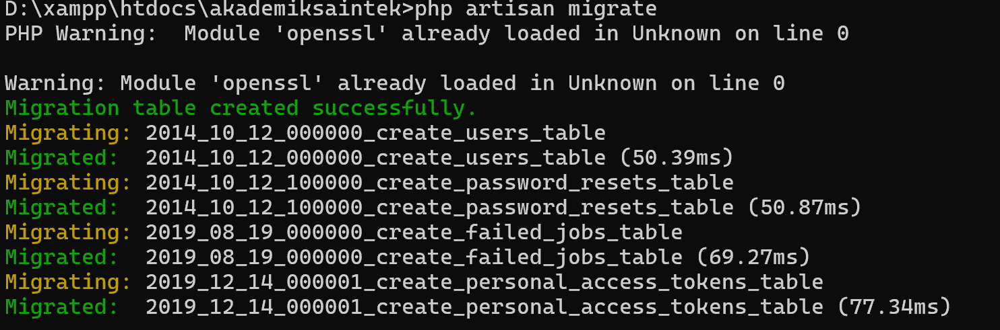 D:\xampp\htdocs\akademiksaintek>php artisan migrate
PHP Warning:  Module 'openssl' already loaded in Unknown on line 0
Warning: Module 'openssl' already loaded in Unknown on line 0
Migration table created successfully.
Migrating: 2014_10_12_000000_create_users_table
Migrated:  2014_10_12_000000_create_users_table (50.39ms)
Migrating: 2014_10_12_100000_create_password_resets_table
Migrated:  2014_10_12_100000_create_password_resets_table (50.87ms)
Migrating: 2019_08_19_000000_create_failed_jobs_table
Migrated:  2019_08_19_000000_create_failed_jobs_table (69.27ms)
Migrating: 2019_12_14_000001_create_personal_access_tokens_table
Migrated:  2019_12_14_000001_create_personal_access_tokens_table (77.34ms)